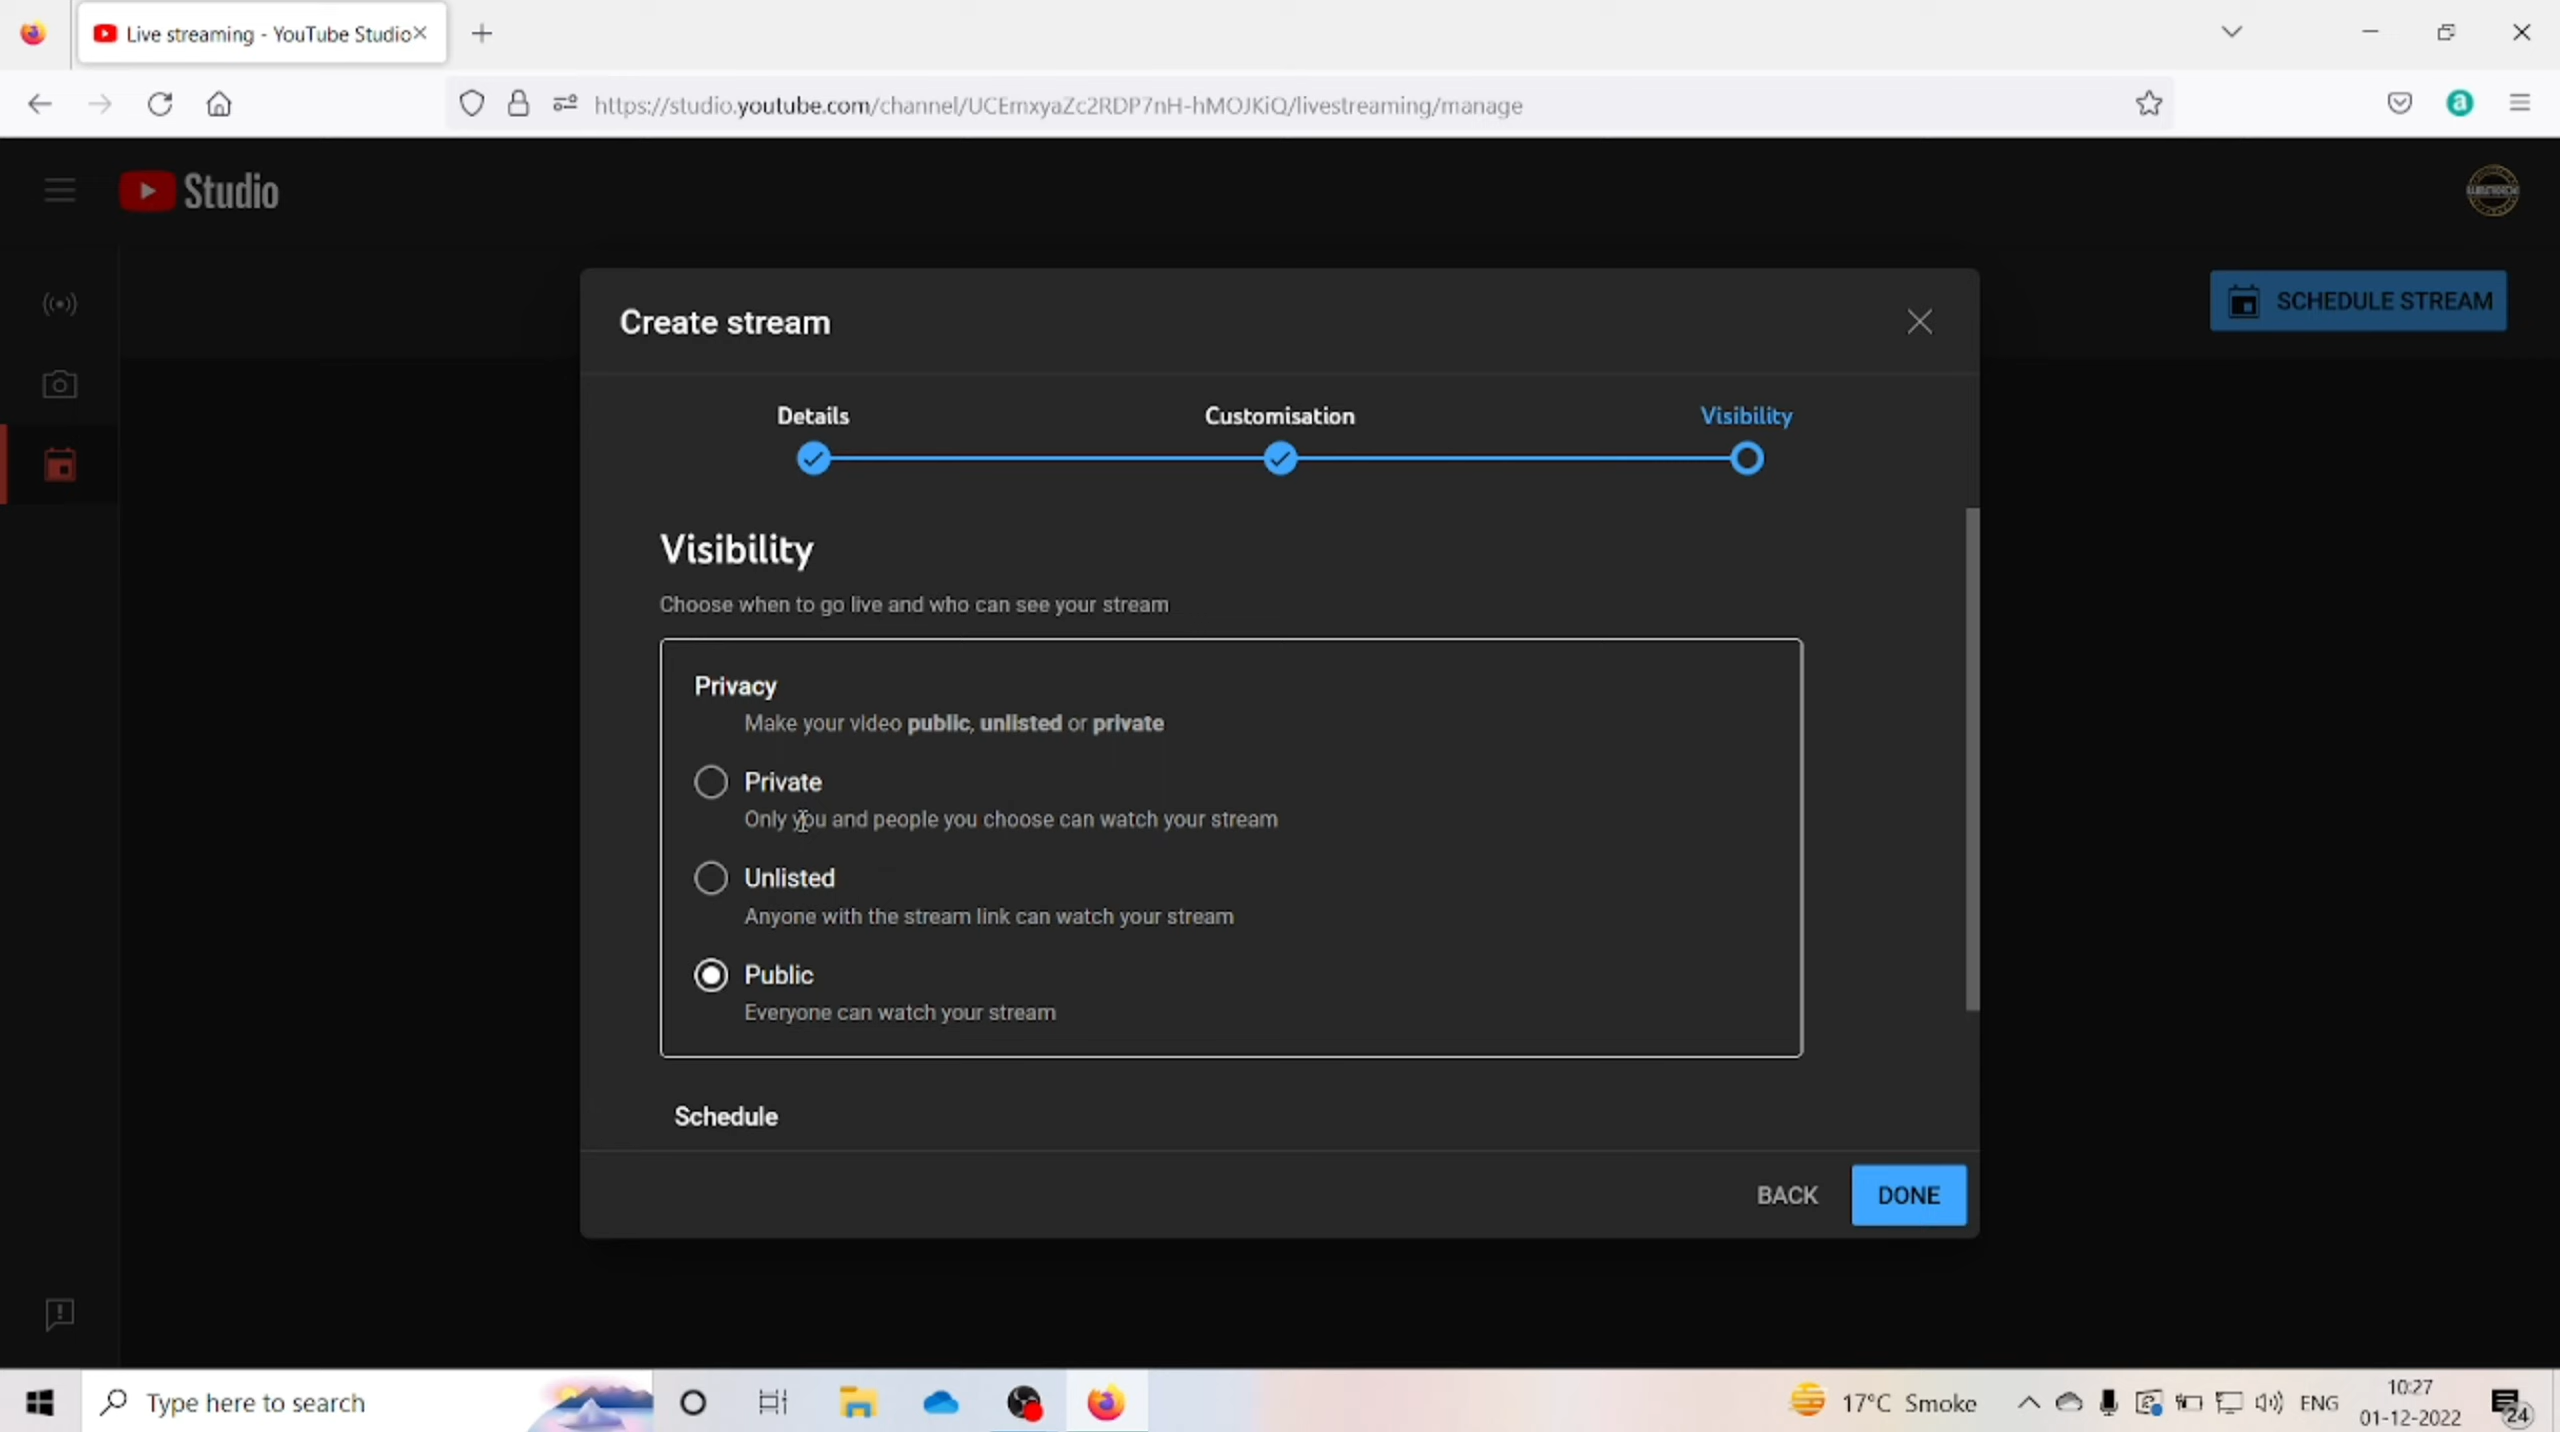 Live streaming - YouTube Studio
https://studio.youtube.com/channel/UCEmxyaZc2RDP7nH-hMOJKiQ/livestreaming/manage
Studio
SCHEDULE STREAM
Create stream
Details
Customisation
Visibility
Visibility
Choose when to go live and who can see your stream
Privacy
Make your video public, unlisted or private
Private
Only you and people you choose can watch your stream
Unlisted
Anyone with the stream link can watch your stream
Public
Everyone can watch your stream
Schedule
BACK
DONE
Type here to search
17°C Smoke
ENG
10:27
01-12-2022
24